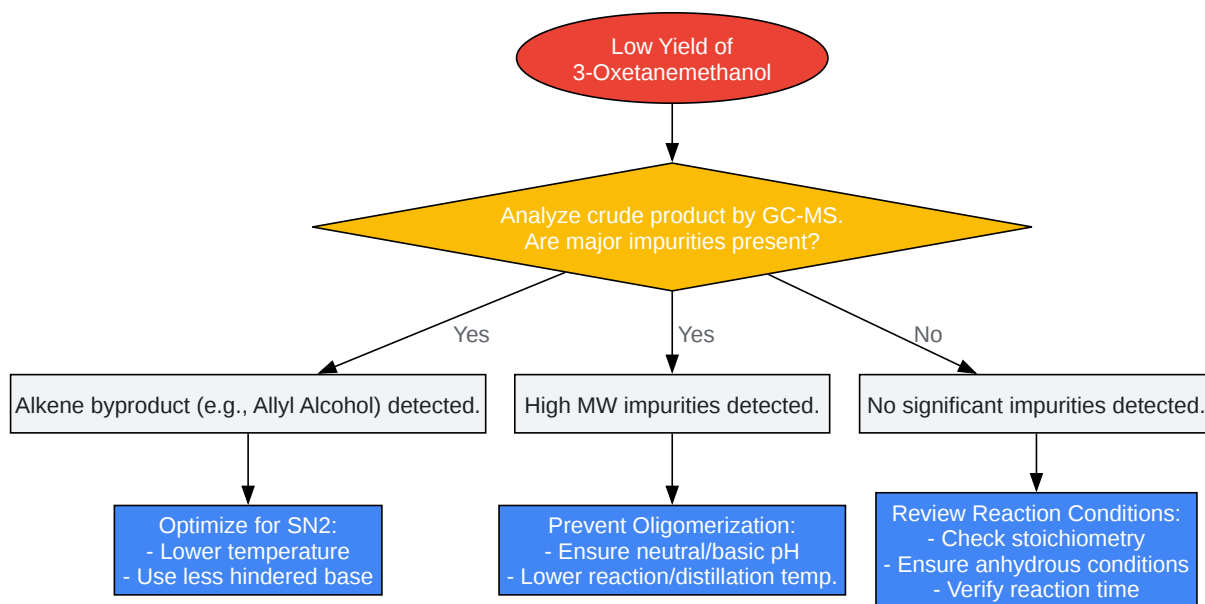 Low Yield of
3-Oxetanemethanol
Analyze crude product by GC-MS.
Are major impurities present?
Yes
Yes
No
Alkene byproduct (e.g., Allyl Alcohol) detected.
High MW impurities detected.
No significant impurities detected.
Optimize for SN2:
- Lower temperature
- Use less hindered base
Prevent Oligomerization:
- Ensure neutral/basic pH
- Lower reaction/distillation temp.
Review Reaction Conditions:
- Check stoichiometry
- Ensure anhydrous conditions
- Verify reaction time